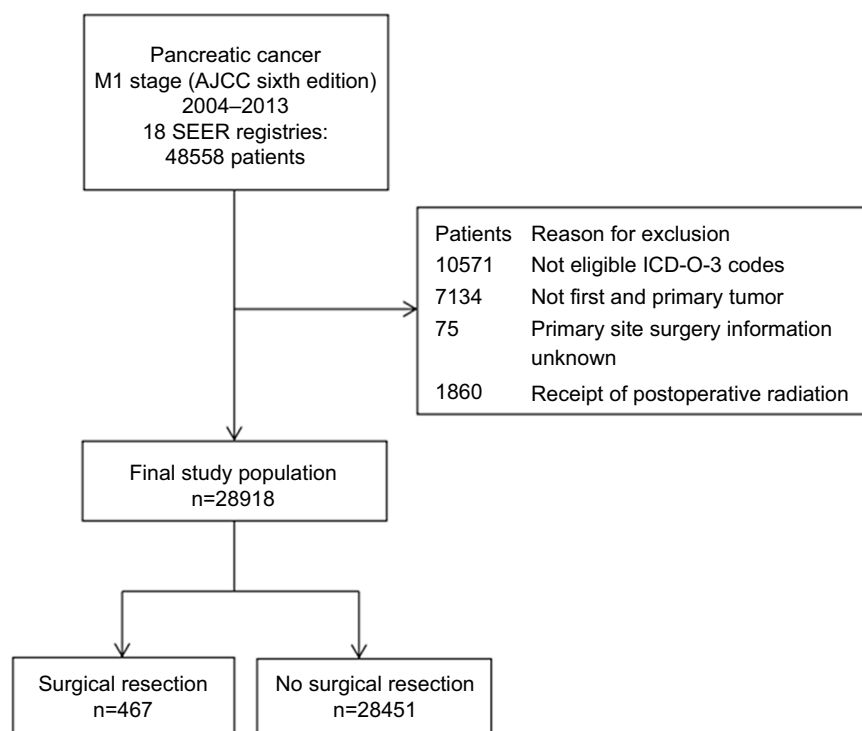 Pancreatic cancer
M1 stage (AJCC sixth edition)
2004–2013
18 SEER registries:
48558 patients
Patients Reason for exclusion
10571 Not eligible ICD-O-3 codes
7134 Not first and primary tumor
75 Primary site surgery information
unknown
1860 Receipt of postoperative radiation
Final study population
n=28918
Surgical resection
n=467
No surgical resection
n=28451